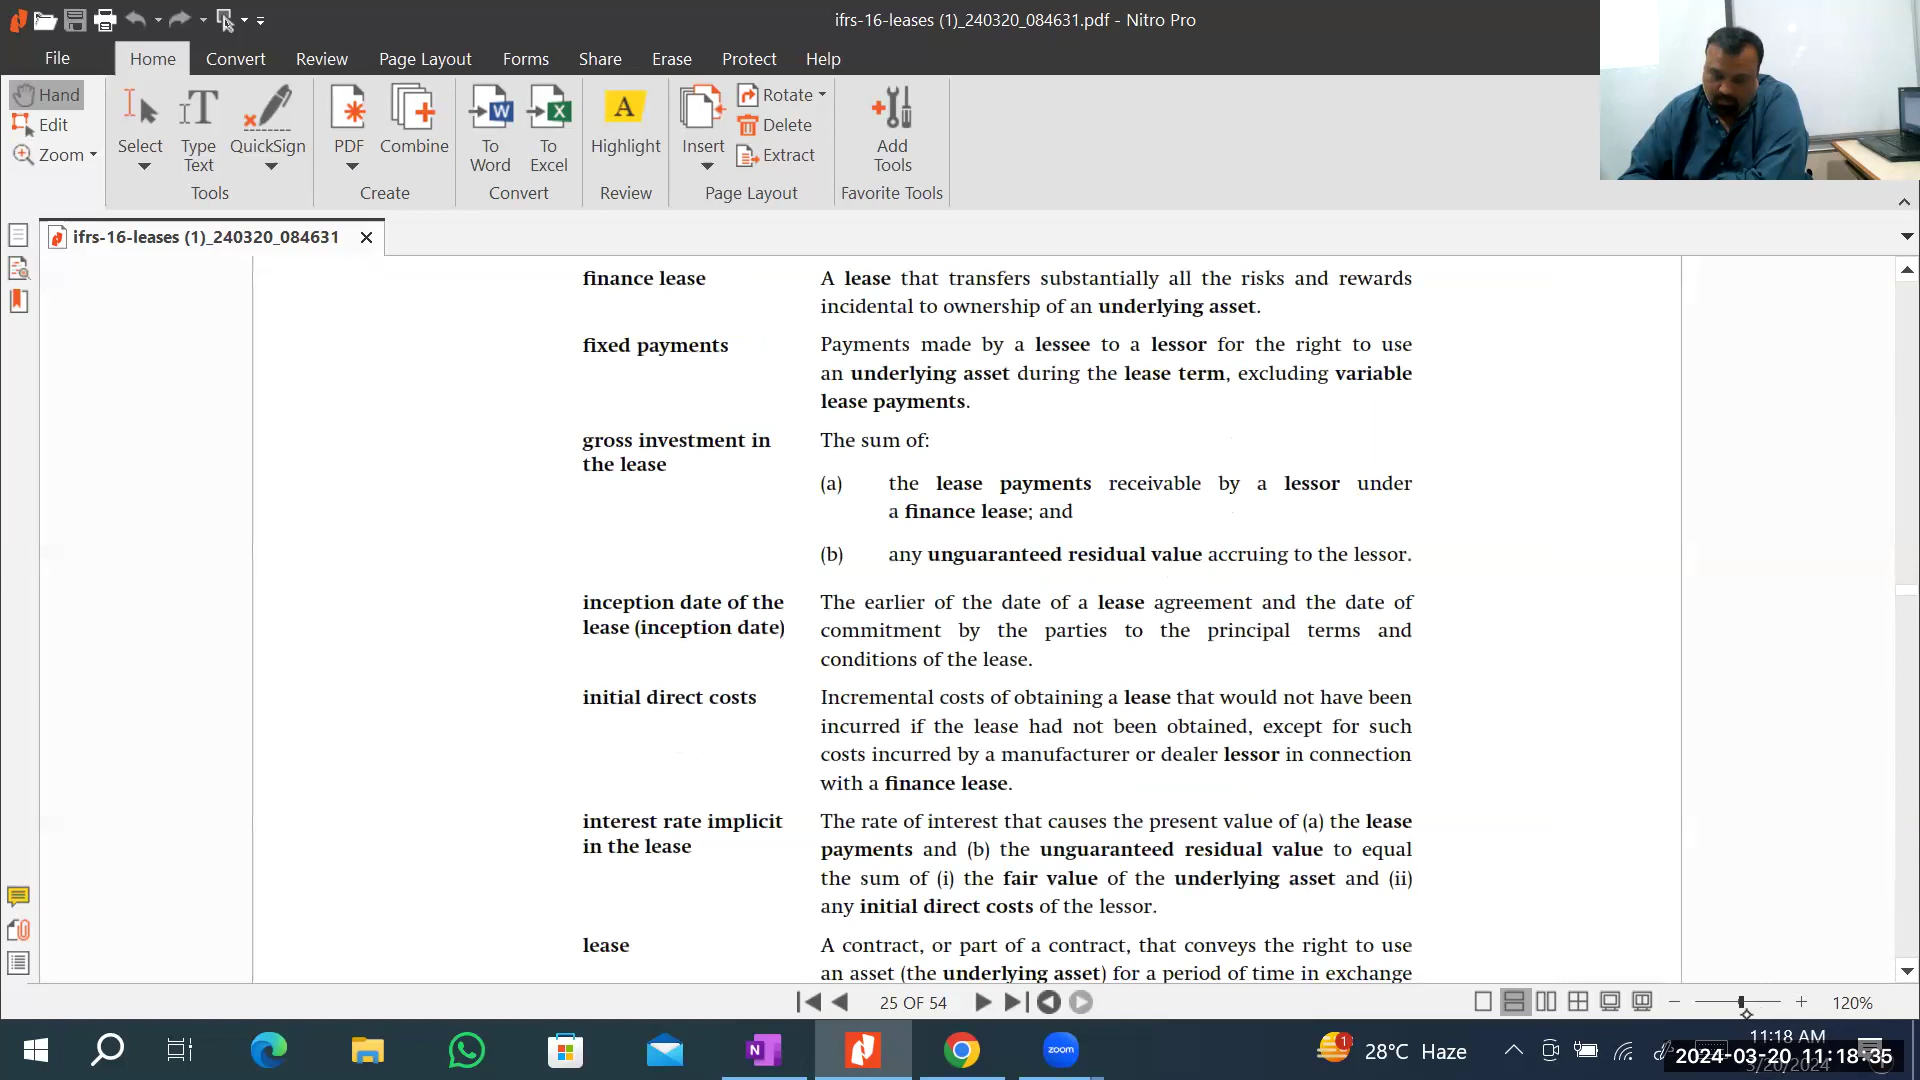 ifrs-16-leases (1)_240320_084631.pdf - Nitro Pro
File Home Convert Review Page Layout Forms Share Erase Protect Help
Hand
Edit
Zoom
Select
Type Text
QuickSign
Tools
PDF
Combine
Create
To Word
To Excel
Convert
Highlight
Review
Insert
Rotate
Delete
Extract
Page Layout
Add Tools
Favorite Tools
ifrs-16-leases (1)_240320_084631
finance lease
A lease that transfers substantially all the risks and rewards
incidental to ownership of an underlying asset.
fixed payments
Payments made by a lessee to a lessor for the right to use
an underlying asset during the lease term, excluding variable
lease payments.
gross investment in
the lease
The sum of:
(a) the lease payments receivable by a lessor under
a finance lease; and
(b) any unguaranteed residual value accruing to the lessor.
inception date of the
lease (inception date)
The earlier of the date of a lease agreement and the date of
commitment by the parties to the principal terms and
conditions of the lease.
initial direct costs
Incremental costs of obtaining a lease that would not have been
incurred if the lease had not been obtained, except for such
costs incurred by a manufacturer or dealer lessor in connection
with a finance lease.
interest rate implicit
in the lease
The rate of interest that causes the present value of (a) the lease
payments and (b) the unguaranteed residual value to equal
the sum of (i) the fair value of the underlying asset and (ii)
any initial direct costs of the lessor.
lease
A contract, or part of a contract, that conveys the right to use
an asset (the underlying asset) for a period of time in exchange
25 OF 54
120%
zoom
28°C Haze
11:18 AM
3/20/2024
2024-03-20 11:18:35